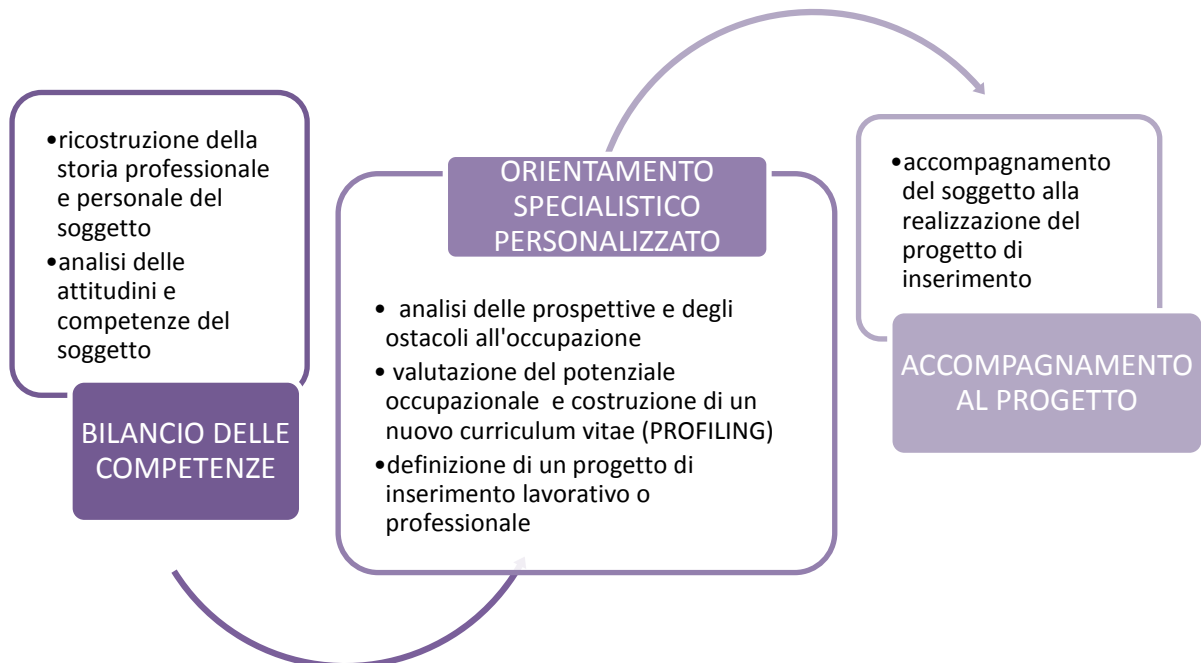 •ricostruzione della
storia professionale
e personale del
soggetto
•analisi delle
attitudini e
competenze del
soggetto
BILANCIO DELLE
COMPETENZE
ORIENTAMENTO
SPECIALISTICO
PERSONALIZZATO
• analisi delle prospettive e degli
ostacoli all'occupazione
• valutazione del potenziale
occupazionale e costruzione di un
nuovo curriculum vitae (PROFILING)
•definizione di un progetto di
inserimento lavorativo o
professionale
•accompagnamento
del soggetto alla
realizzazione del
progetto di
inserimento
ACCOMPAGNAMENTO
AL PROGETTO